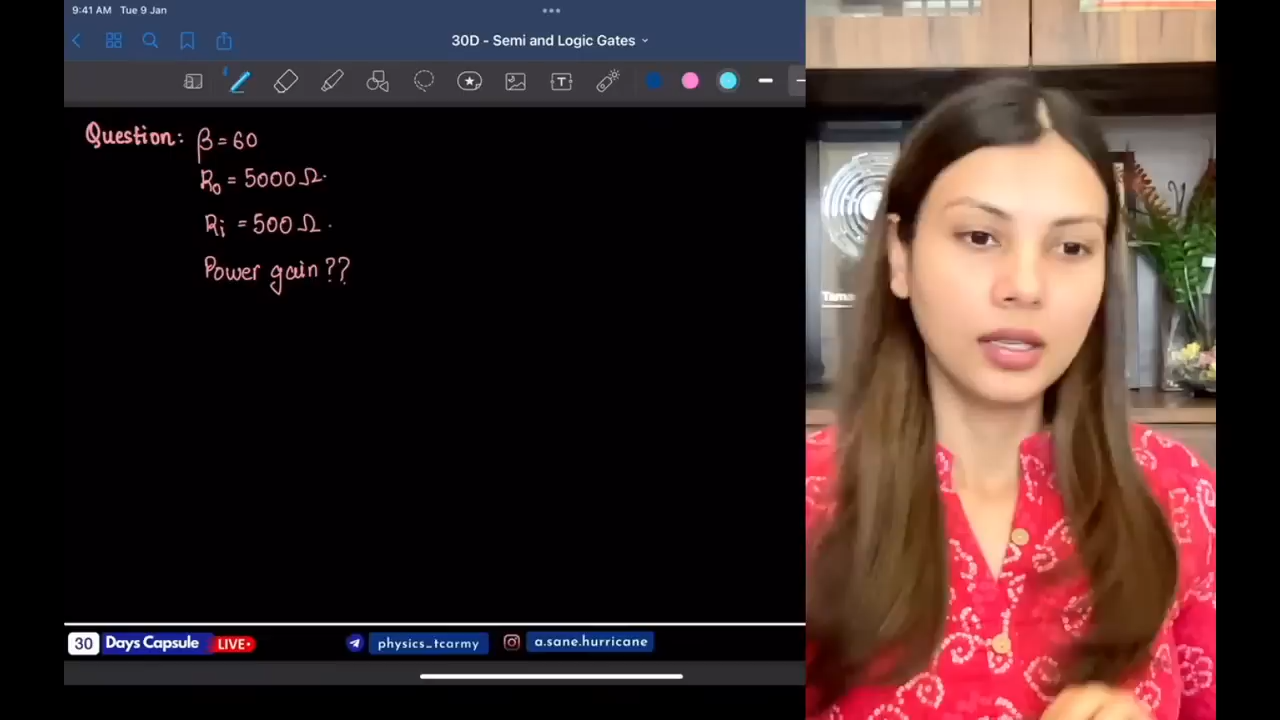 9:41 AM Tue 9 Jan
30D - Semi and Logic Gates
T
Question: β = 60
R₀ = 5000 Ω.
Ri = 500 Ω.
Power gain ??
30 Days Capsule LIVE
physics_tcarmy
a.sane.hurricane